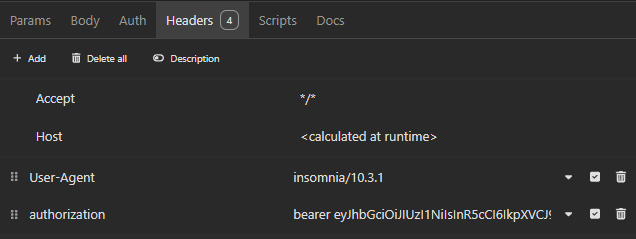 Params Body Auth Headers 4 Scripts Docs
+ Add Delete all Description
Accept */*
Host <calculated at runtime>
User-Agent insomnia/10.3.1
authorization bearer eyJhbGciOiJIUzI1NiIsInR5cCI6IkpXVCJ9